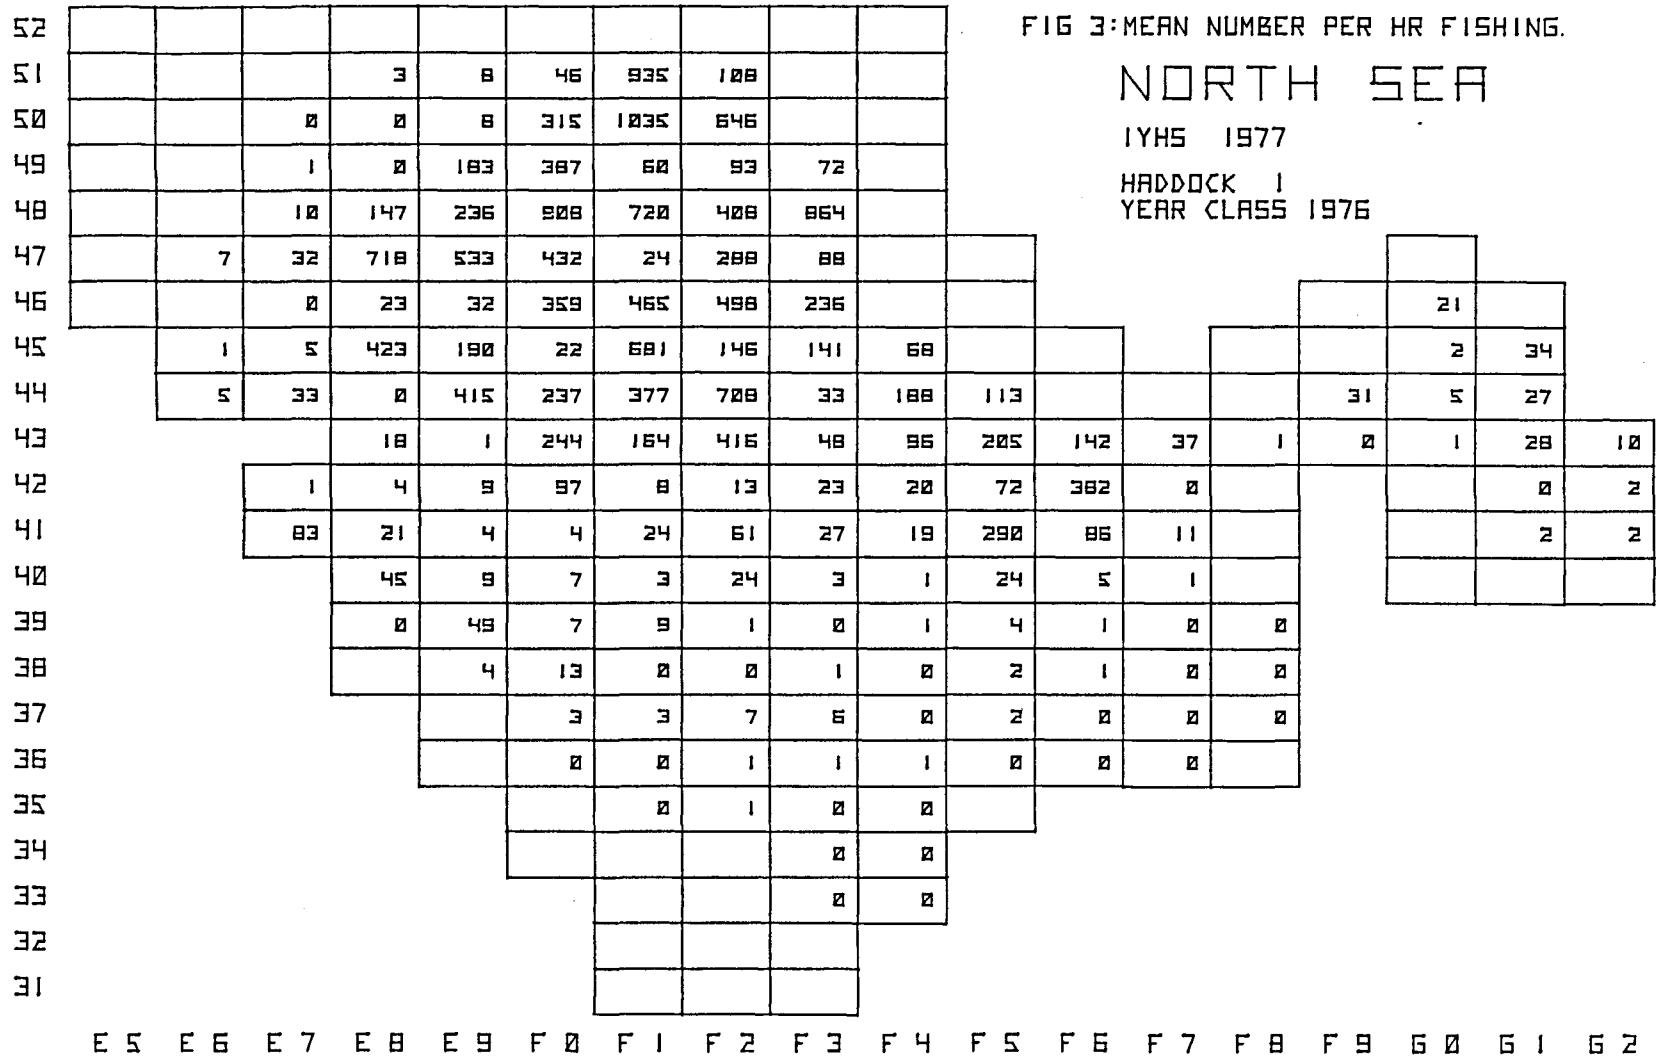 FIG 3:MEAN NUMBER PER HR FISHING.
NORTH SEA
IYHS 1977
HADDOCK 1
YEAR CLASS 1976
52
51 3 8 46 935 108
50 0 0 8 315 1035 646
49 1 0 183 387 60 93 72
48 10 147 236 908 720 408 864
47 7 32 718 533 432 24 288 88
46 0 23 32 359 465 498 236 21
45 1 5 423 190 22 681 146 141 68 2 34
44 5 33 0 415 237 377 708 33 188 113 31 5 27
43 18 1 244 164 416 48 96 205 142 37 1 0 1 28 10
42 1 4 9 97 8 13 23 20 72 382 0 0 2
41 83 21 4 4 24 61 27 19 290 86 11 2 2
40 45 9 7 3 24 3 1 24 5 1
39 0 49 7 9 1 0 1 4 1 0 0
38 4 13 0 0 1 0 2 1 0 0
37 3 3 7 6 0 2 0 0 0
36 0 0 1 1 1 0 0 0
35 0 1 0 0
34 0 0
33 0 0
32
31
E5 E6 E7 E8 E9 F0 F1 F2 F3 F4 F5 F6 F7 F8 F9 G0 G1 G2